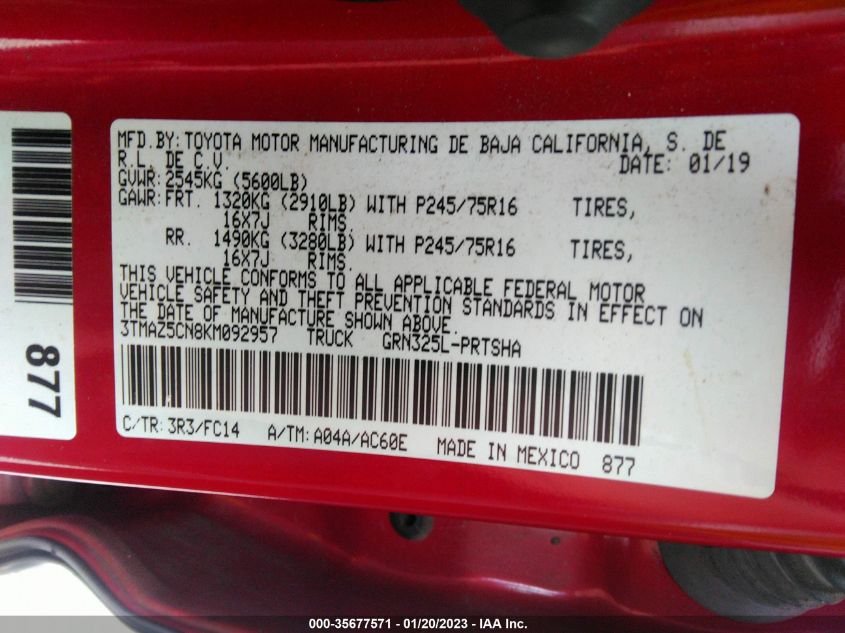 MFD.BY:TOYOTA MOTOR MANUFACTURING DE BAJA CALIFORNIA, S. DE
R.L. DE C.V. DATE: 01/19
GVWR:2545KG (5600LB)
GAWR:FRT. 1320KG (2910LB) WITH P245/75R16 TIRES,
16X7J RIMS.
RR. 1490KG (3280LB) WITH P245/75R16 TIRES,
16X7J RIMS.
THIS VEHICLE CONFORMS TO ALL APPLICABLE FEDERAL MOTOR
VEHICLE SAFETY AND THEFT PREVENTION STANDARDS IN EFFECT ON
THE DATE OF MANUFACTURE SHOWN ABOVE.
3TMAZ5CN8KM092957 TRUCK GRN325L-PRTSHA
C/TR:3R3/FC14 A/TM:A04A/AC60E MADE IN MEXICO 877
877
000-35677571 — 01/20/2023 — IAA Inc.